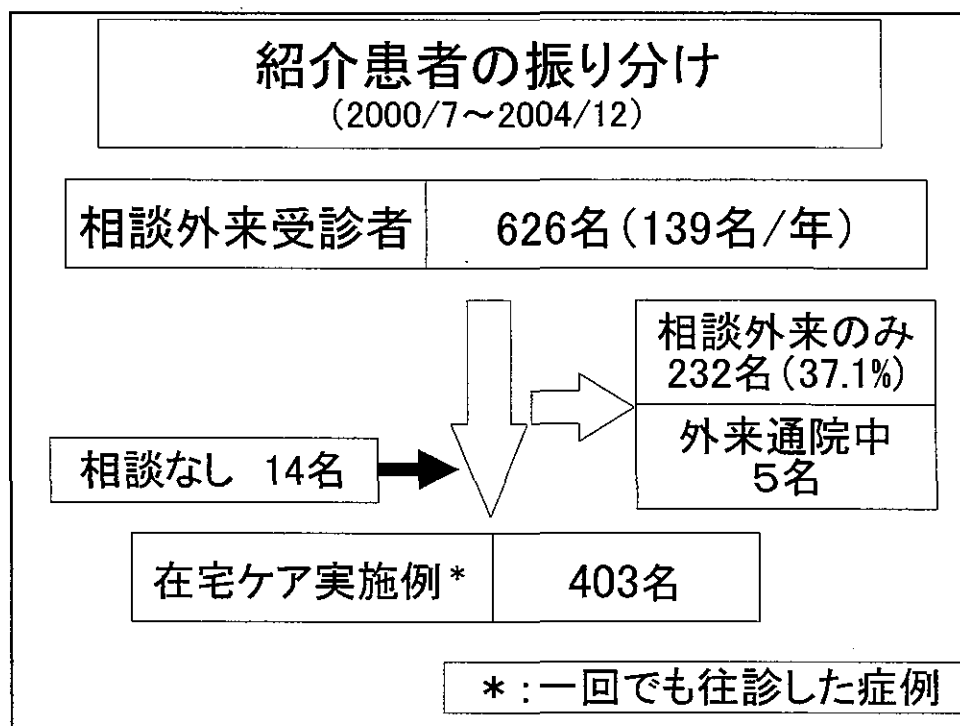 紹介患者の振り分け
(2000/7～2004/12)
相談外来受診者 626名(139名/年)
相談外来のみ
232名(37.1%)
外来通院中
5名
相談なし 14名
在宅ケア実施例* 403名
*:一回でも往診した症例